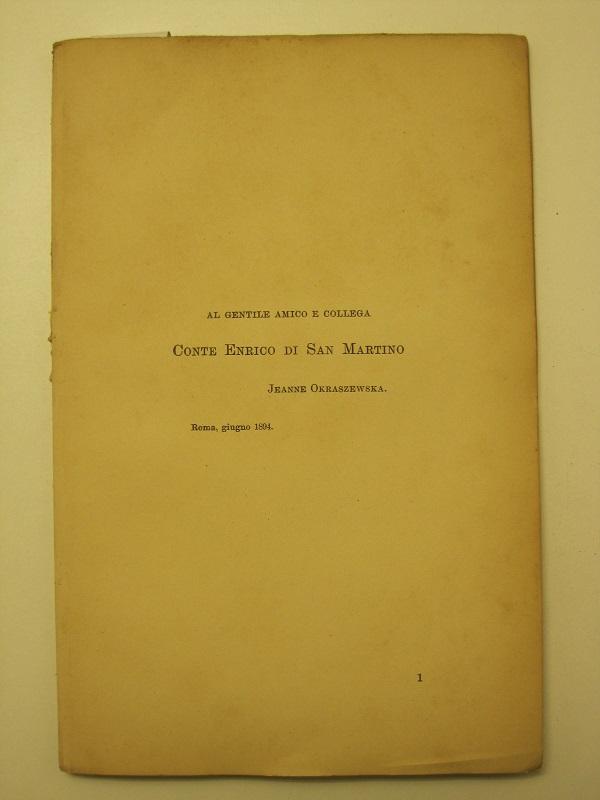 AL GENTILE AMICO E COLLEGA
CONTE ENRICO DI SAN MARTINO
JEANNE OKRASZEWSKA.
Roma, giugno 1894.
1